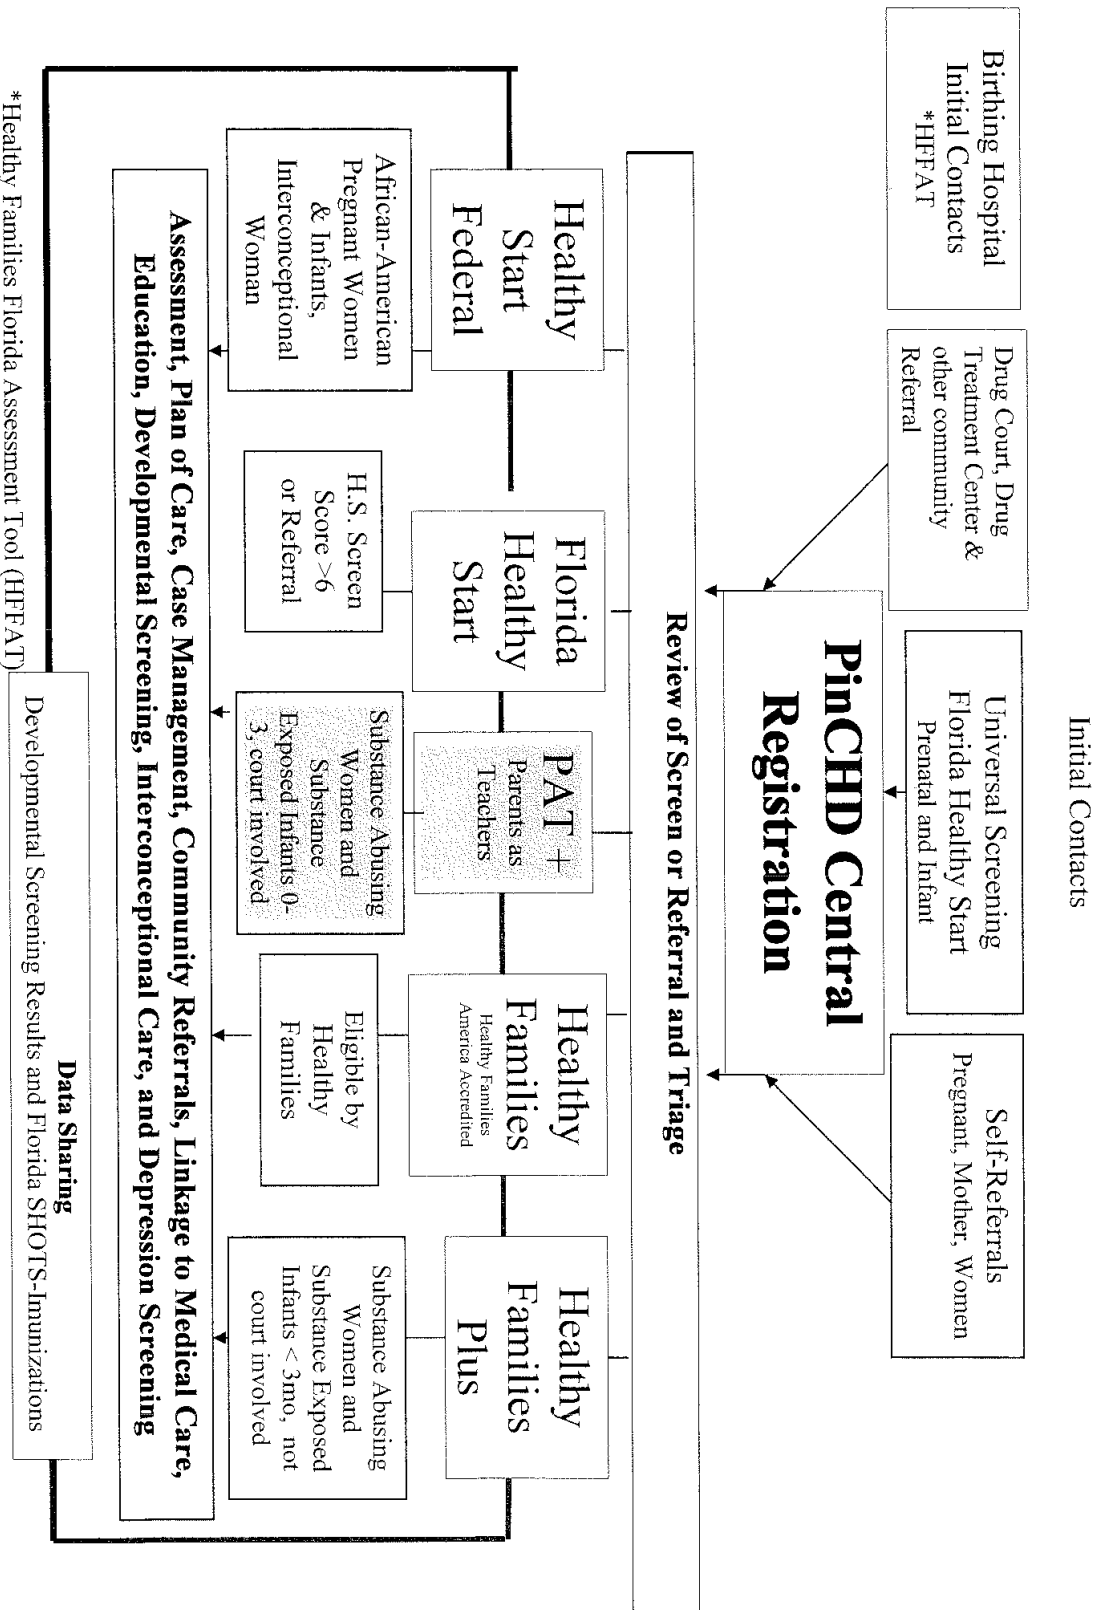 Initial Contacts
Birthing Hospital
Initial Contacts
*HFFAT
Drug Court, Drug
Treatment Center &
other community
Referral
Universal Screening
Florida Healthy Start
Prenatal and Infant
Self-Referrals
Pregnant, Mother, Women
PinCHD Central
Registration
Review of Screen or Referral and Triage
Healthy
Start
Federal
Florida
Healthy
Start
PAT +
Parents as
Teachers
Healthy
Families
Healthy Families
America Accredited
Healthy
Families
Plus
African-American
Pregnant Women
& Infants,
Interconceptional
Woman
H.S. Screen
Score >6
or Referral
Substance Abusing
Women and
Substance
Exposed Infants 0-
3, court involved
Eligible by
Healthy
Families
Substance Abusing
Women and
Substance Exposed
Infants < 3mo, not
court involved
Assessment, Plan of Care, Case Management, Community Referrals, Linkage to Medical Care,
Education, Developmental Screening, Interconceptional Care, and Depression Screening
Data Sharing
Developmental Screening Results and Florida SHOTS-Imunizations
*Healthy Families Florida Assessment Tool (HFFAT)